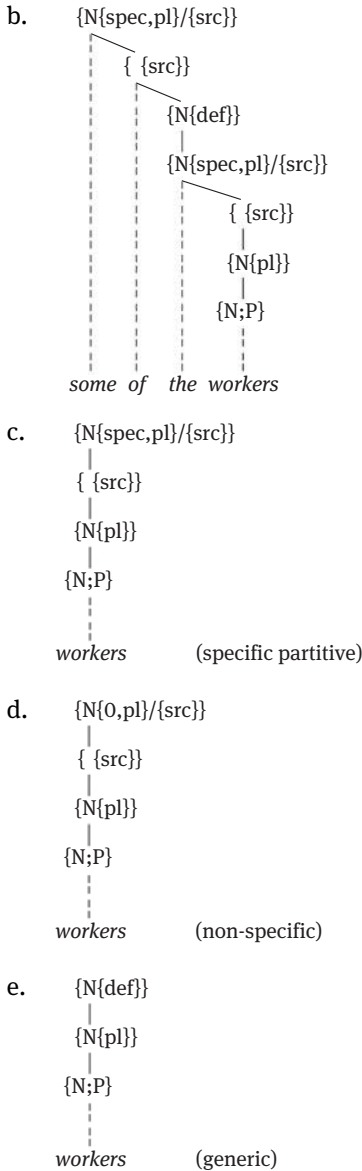 b. {N{spec,pl}/{src}}
{ {src}}
{N{def}}
{N{spec,pl}/{src}}
{ {src}}
{N{pl}}
{N;P}
some of the workers
c. {N{spec,pl}/{src}}
{ {src}}
{N{pl}}
{N;P}
workers (specific partitive)
d. {N{0,pl}/{src}}
{ {src}}
{N{pl}}
{N;P}
workers (non-specific)
e. {N{def}}
{N{pl}}
{N;P}
workers (generic)